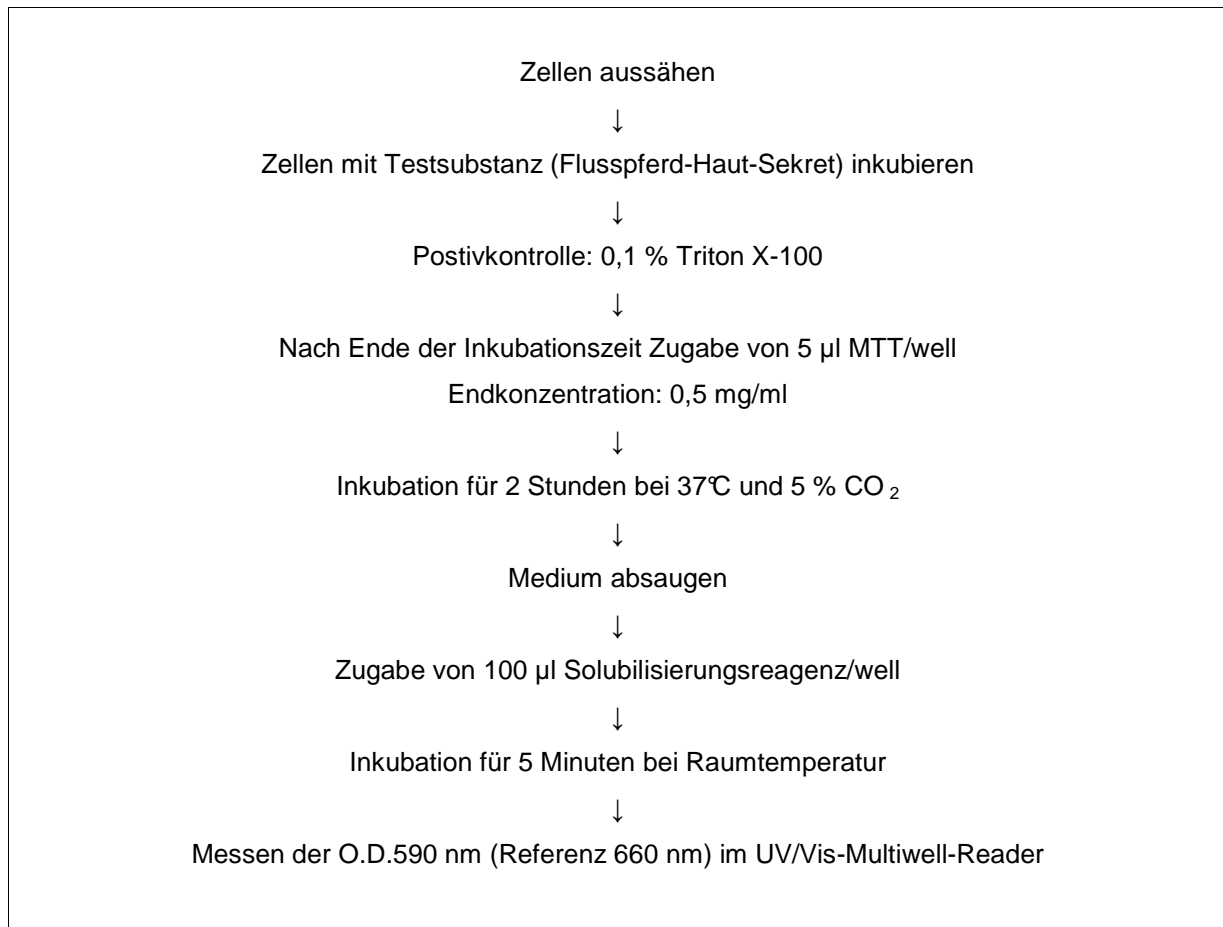 Zellen aussähen
↓
Zellen mit Testsubstanz (Flusspferd-Haut-Sekret) inkubieren
↓
Postivkontrolle: 0,1 % Triton X-100
↓
Nach Ende der Inkubationszeit Zugabe von 5 µl MTT/well
Endkonzentration: 0,5 mg/ml
↓
Inkubation für 2 Stunden bei 37°C und 5 % CO₂
↓
Medium absaugen
↓
Zugabe von 100 µl Solubilisierungsreagenz/well
↓
Inkubation für 5 Minuten bei Raumtemperatur
↓
Messen der O.D.590 nm (Referenz 660 nm) im UV/Vis-Multiwell-Reader